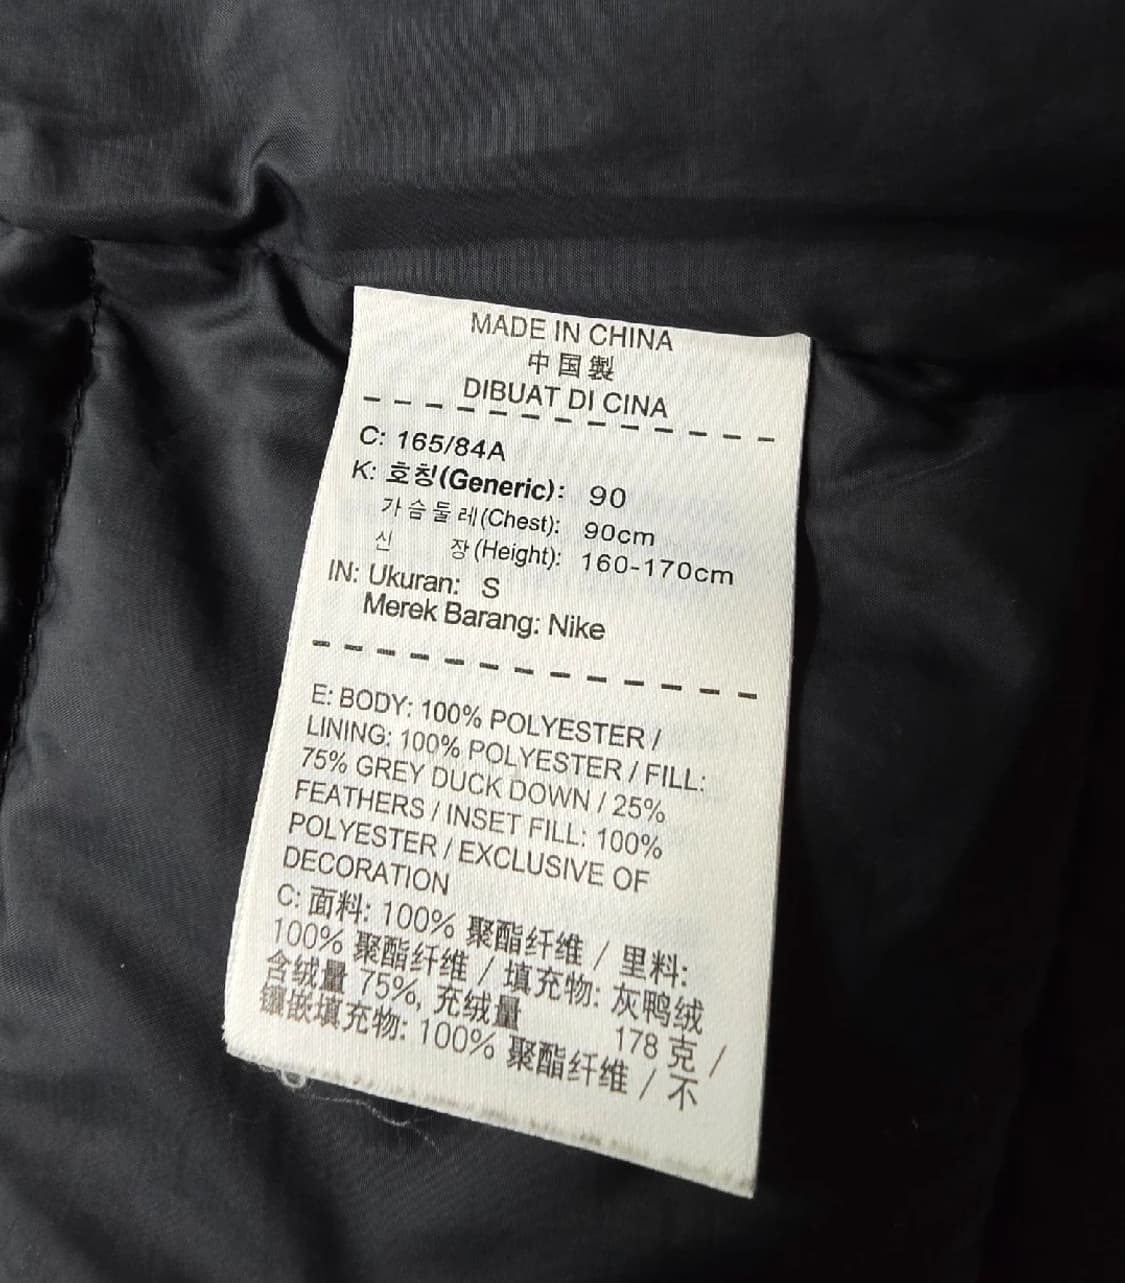 MADE IN CHINA
中国製
DIBUAT DI CINA
C: 165/84A
K: 호칭(Generic): 90
가슴둘레(Chest): 90cm
신 장(Height): 160-170cm
IN: Ukuran: S
Merek Barang: Nike
E: BODY: 100% POLYESTER /
LINING: 100% POLYESTER / FILL:
75% GREY DUCK DOWN / 25%
FEATHERS / INSET FILL: 100%
POLYESTER / EXCLUSIVE OF
DECORATION
C: 面料: 100% 聚酯纤维 / 里料:
100% 聚酯纤维 / 填充物: 灰鸭绒
含绒量 75%, 充绒量 178 克 /
镶嵌填充物: 100% 聚酯纤维 / 不